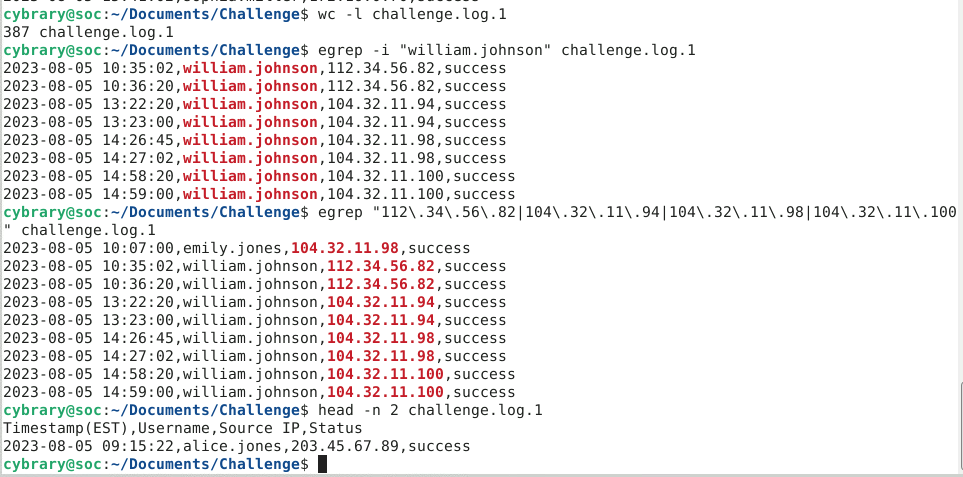 cybrary@soc:~/Documents/Challenge$ wc -l challenge.log.1
387 challenge.log.1
cybrary@soc:~/Documents/Challenge$ egrep -i "william.johnson" challenge.log.1
2023-08-05 10:35:02,william.johnson,112.34.56.82,success
2023-08-05 10:36:20,william.johnson,112.34.56.82,success
2023-08-05 13:22:20,william.johnson,104.32.11.94,success
2023-08-05 13:23:00,william.johnson,104.32.11.94,success
2023-08-05 14:26:45,william.johnson,104.32.11.98,success
2023-08-05 14:27:02,william.johnson,104.32.11.98,success
2023-08-05 14:58:20,william.johnson,104.32.11.100,success
2023-08-05 14:59:00,william.johnson,104.32.11.100,success
cybrary@soc:~/Documents/Challenge$ egrep "112\.34\.56\.82|104\.32\.11\.94|104\.32\.11\.98|104\.32\.11\.100
" challenge.log.1
2023-08-05 10:07:00,emily.jones,104.32.11.98,success
2023-08-05 10:35:02,william.johnson,112.34.56.82,success
2023-08-05 10:36:20,william.johnson,112.34.56.82,success
2023-08-05 13:22:20,william.johnson,104.32.11.94,success
2023-08-05 13:23:00,william.johnson,104.32.11.94,success
2023-08-05 14:26:45,william.johnson,104.32.11.98,success
2023-08-05 14:27:02,william.johnson,104.32.11.98,success
2023-08-05 14:58:20,william.johnson,104.32.11.100,success
2023-08-05 14:59:00,william.johnson,104.32.11.100,success
cybrary@soc:~/Documents/Challenge$ head -n 2 challenge.log.1
Timestamp(EST),Username,Source IP,Status
2023-08-05 09:15:22,alice.jones,203.45.67.89,success
cybrary@soc:~/Documents/Challenge$